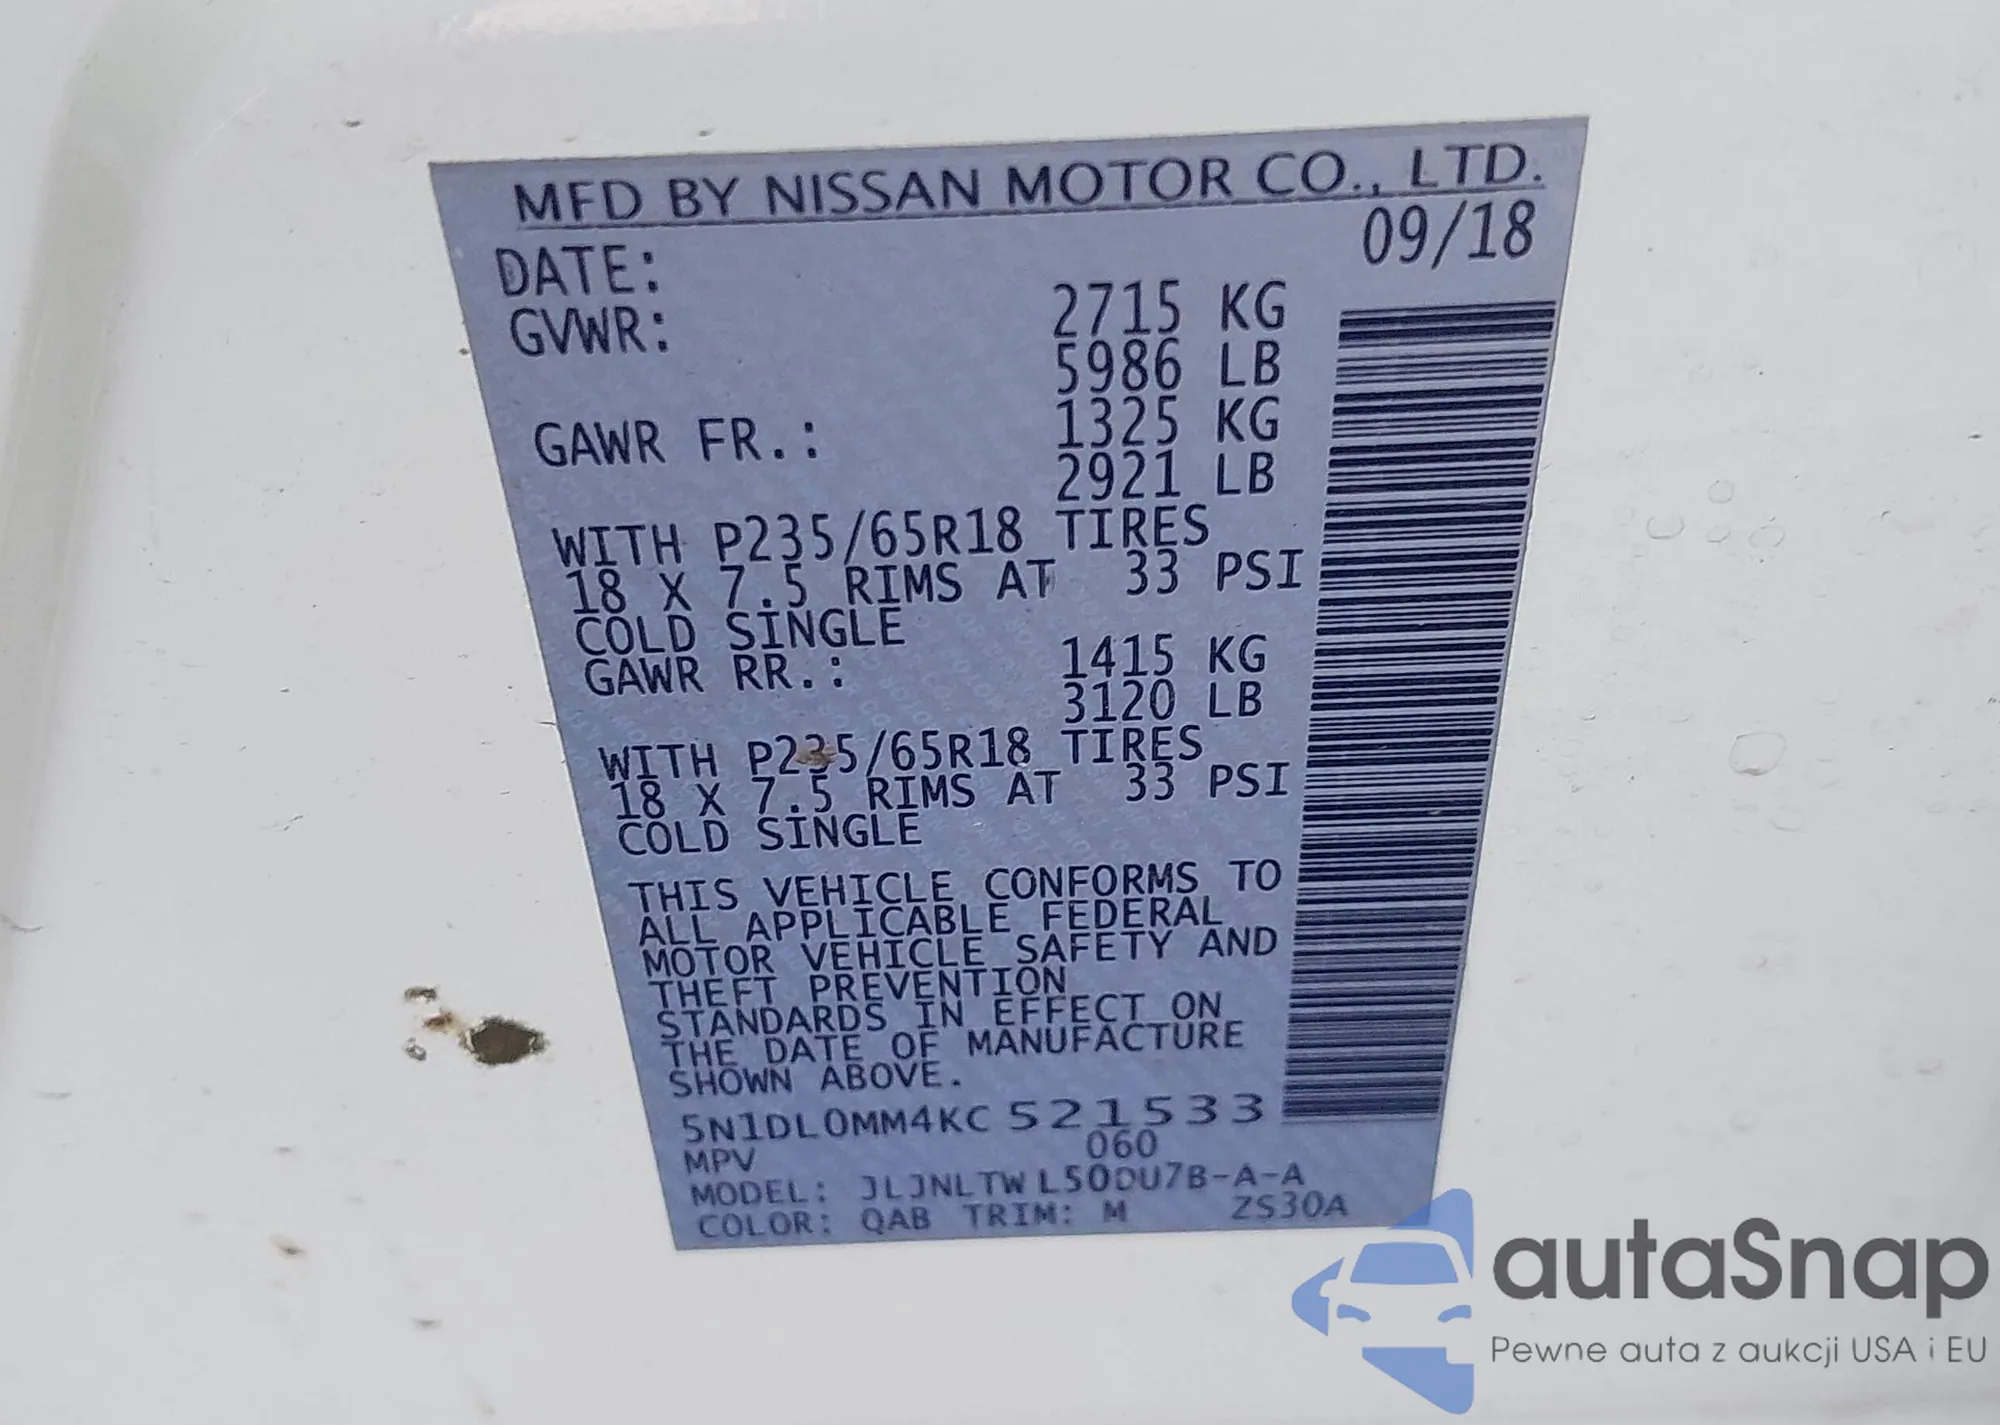 MFD BY NISSAN MOTOR CO., LTD.
DATE: 09/18
GVWR: 2715 KG
5986 LB
GAWR FR.: 1325 KG
2921 LB
WITH P235/65R18 TIRES
18 X 7.5 RIMS AT 33 PSI
COLD SINGLE
GAWR RR.: 1415 KG
3120 LB
WITH P235/65R18 TIRES
18 X 7.5 RIMS AT 33 PSI
COLD SINGLE
THIS VEHICLE CONFORMS TO
ALL APPLICABLE FEDERAL
MOTOR VEHICLE SAFETY AND
THEFT PREVENTION
STANDARDS IN EFFECT ON
THE DATE OF MANUFACTURE
SHOWN ABOVE.
5N1DL0MM4KC 521533
MPV 060
MODEL: JLJNLTW L50DU7B-A-A
COLOR: QAB TRIM: M ZS30A
autaSnap
Pewne auta z aukcji USA i EU